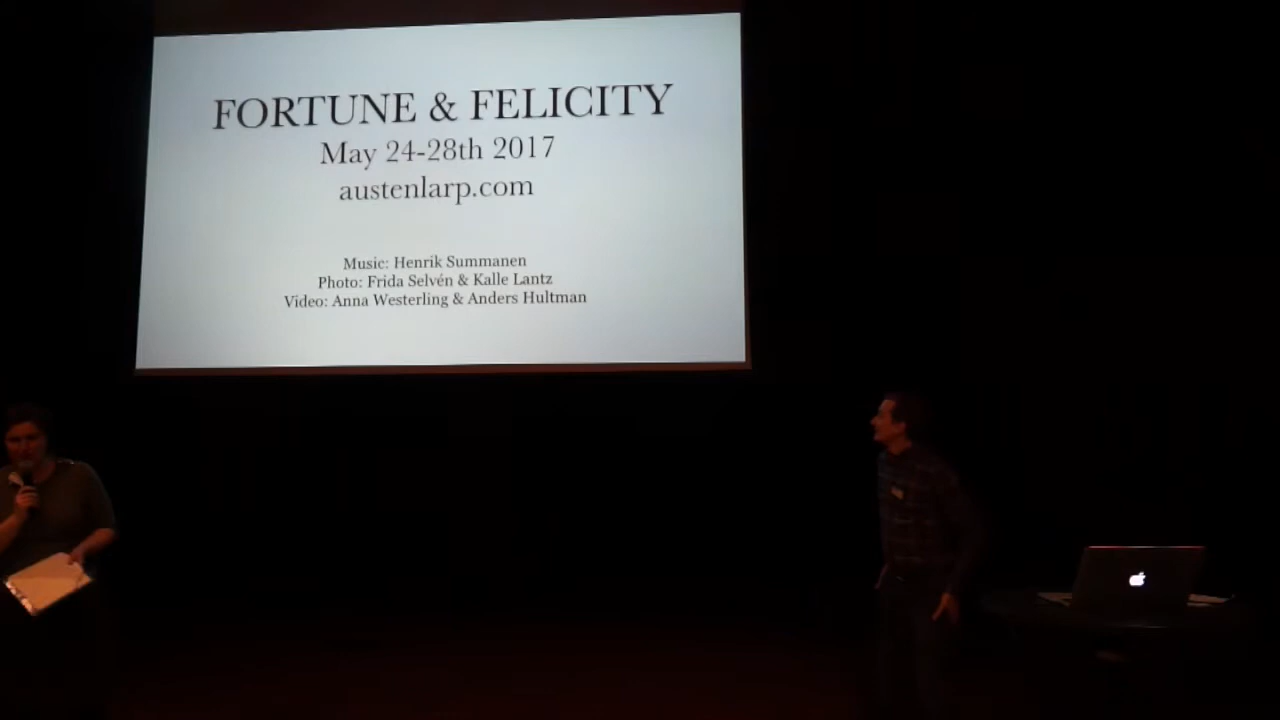 FORTUNE & FELICITY
May 24-28th 2017
austenlarp.com
Music: Henrik Summanen
Photo: Frida Selvén & Kalle Lantz
Video: Anna Westerling & Anders Hultman